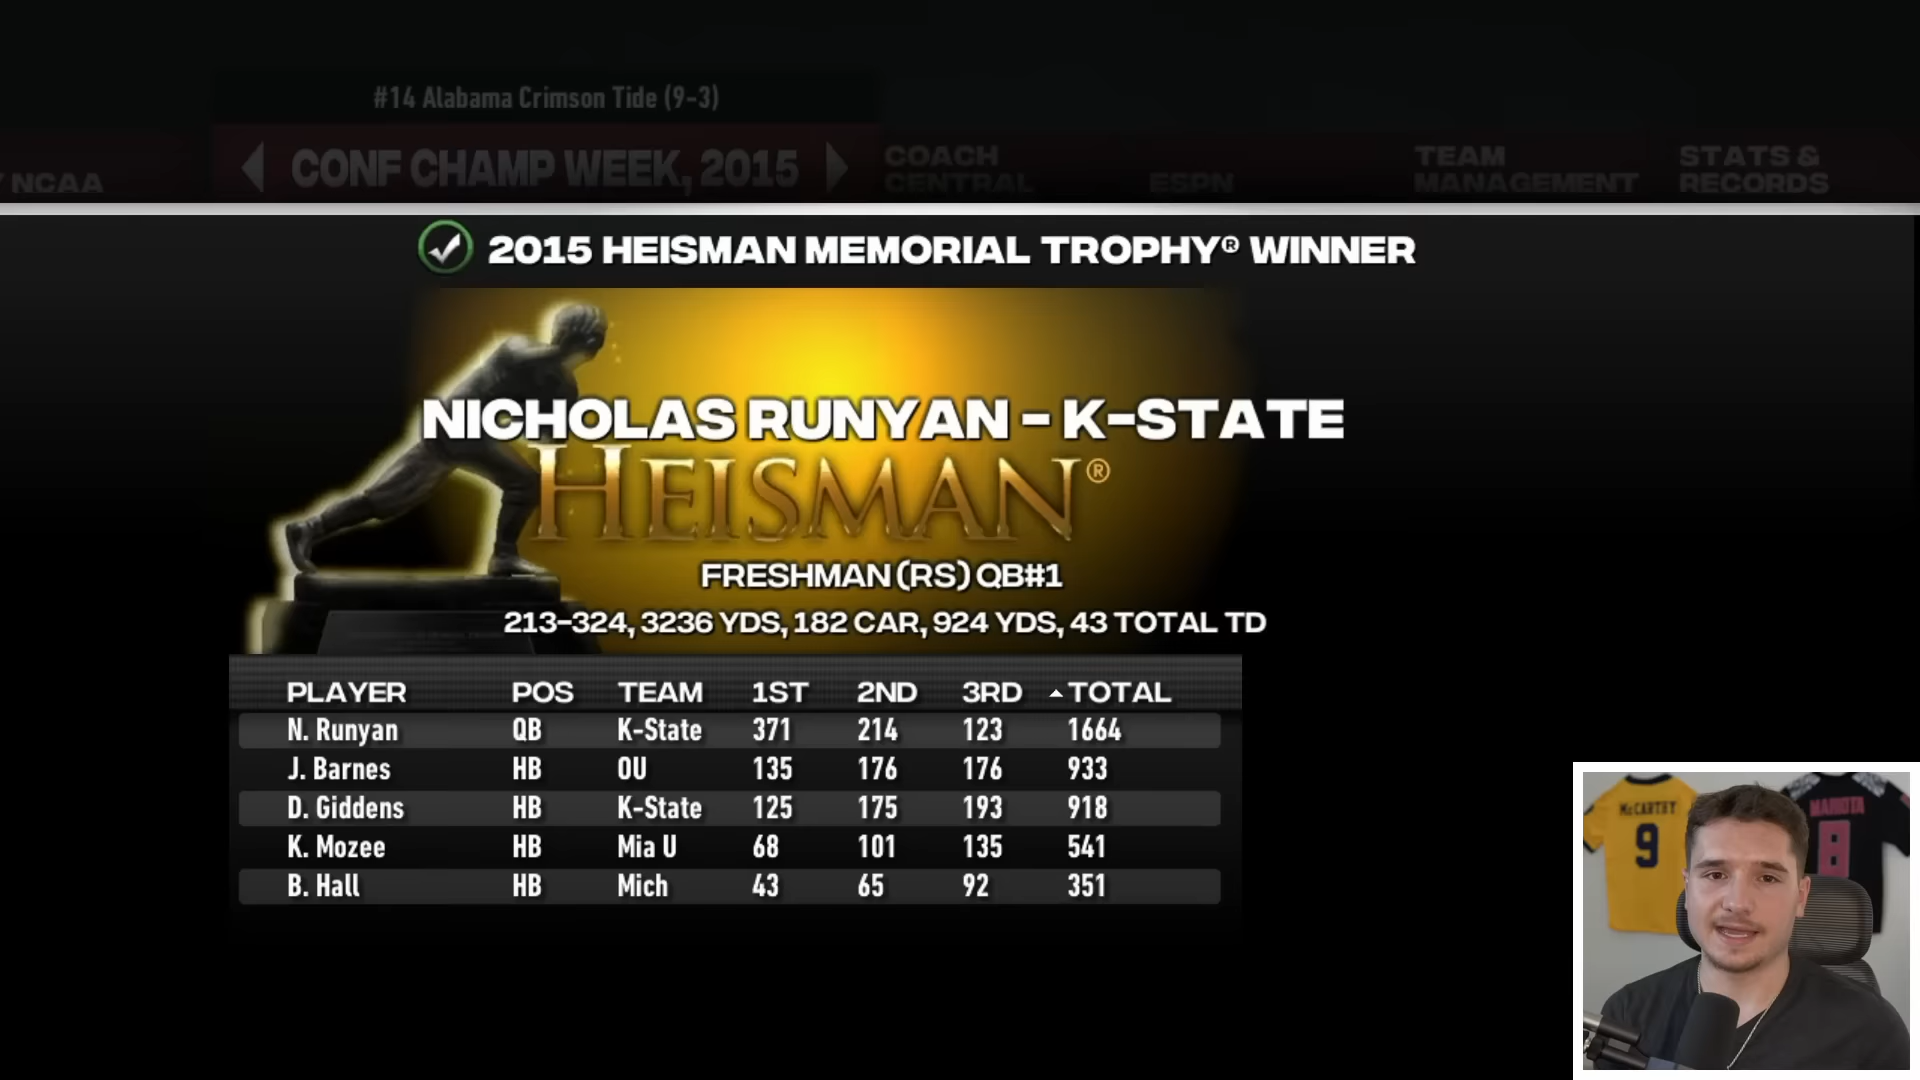 #14 Alabama Crimson Tide (9-3)
NCAA
CONF CHAMP WEEK, 2015
COACH CENTRAL
ESPN
TEAM MANAGEMENT
STATS & RECORDS
2015 HEISMAN MEMORIAL TROPHY® WINNER
NICHOLAS RUNYAN - K-STATE
HEISMAN®
FRESHMAN (RS) QB#1
213-324, 3236 YDS, 182 CAR, 924 YDS, 43 TOTAL TD
PLAYER POS TEAM 1ST 2ND 3RD TOTAL
N. Runyan QB K-State 371 214 123 1664
J. Barnes HB OU 135 176 176 933
D. Giddens HB K-State 125 175 193 918
K. Mozee HB Mia U 68 101 135 541
B. Hall HB Mich 43 65 92 351
McCARTHY
9
MARIOTA
8